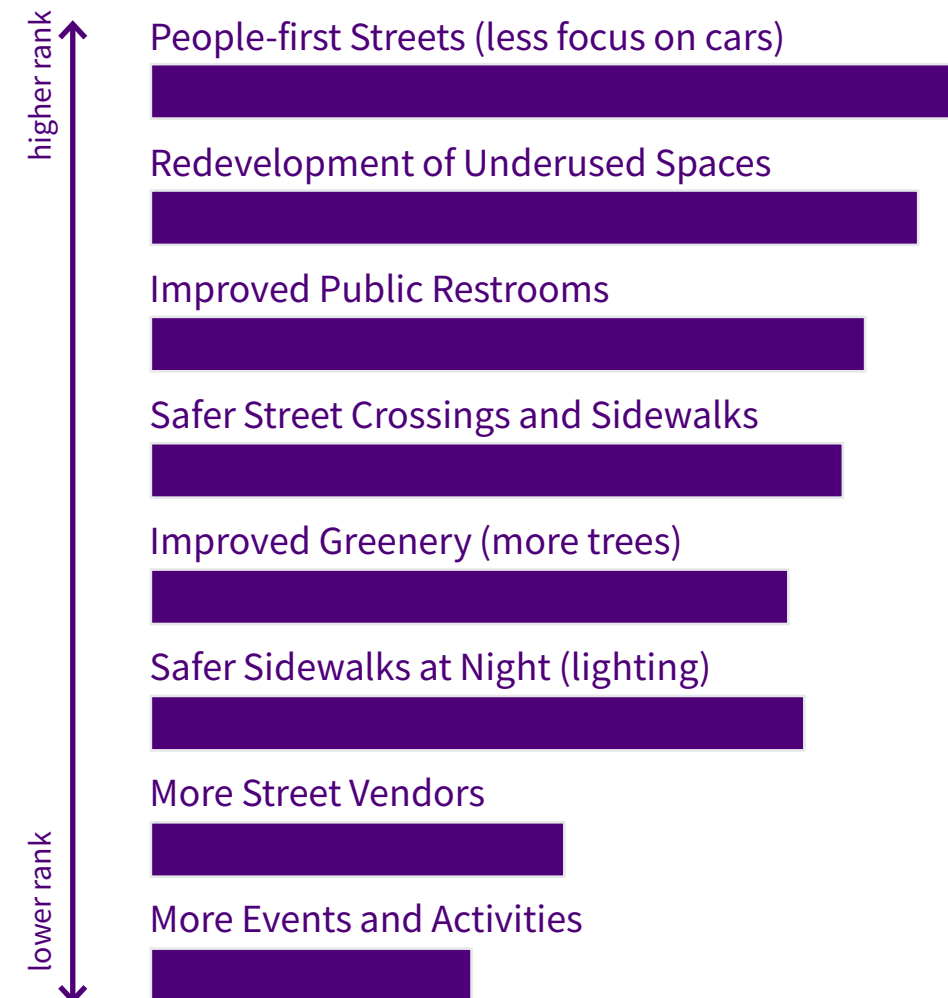 higher rank
People-first Streets (less focus on cars)
Redevelopment of Underused Spaces
Improved Public Restrooms
Safer Street Crossings and Sidewalks
Improved Greenery (more trees)
Safer Sidewalks at Night (lighting)
More Street Vendors
lower rank
More Events and Activities